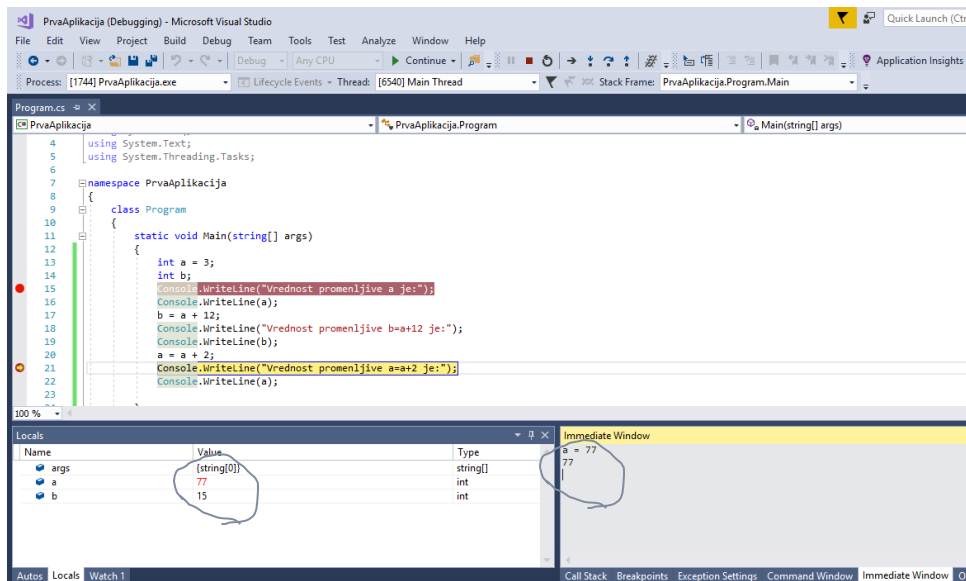 PrvaAplikacija (Debugging) - Microsoft Visual Studio
Quick Launch (Ctr
File Edit View Project Build Debug Team Tools Test Analyze Window Help
Debug Any CPU Continue Application Insights
Process: [1744] PrvaAplikacija.exe Lifecycle Events Thread: [6540] Main Thread Stack Frame: PrvaAplikacija.Program.Main
Program.cs
C# PrvaAplikacija PrvaAplikacija.Program Main(string[] args)
4 using System.Text;
5 using System.Threading.Tasks;
6
7 namespace PrvaAplikacija
8 {
9 class Program
10 {
11 static void Main(string[] args)
12 {
13 int a = 3;
14 int b;
15 Console.WriteLine("Vrednost promenljive a je:");
16 Console.WriteLine(a);
17 b = a + 12;
18 Console.WriteLine("Vrednost promenljive b=a+12 je:");
19 Console.WriteLine(b);
20 a = a + 2;
21 Console.WriteLine("Vrednost promenljive a=a+2 je:");
22 Console.WriteLine(a);
23
100 %
Locals
Name Value Type
args {string[0]} string[]
a 77 int
b 15 int
Autos Locals Watch 1
Immediate Window
a = 77
77
Call Stack Breakpoints Exception Settings Command Window Immediate Window O